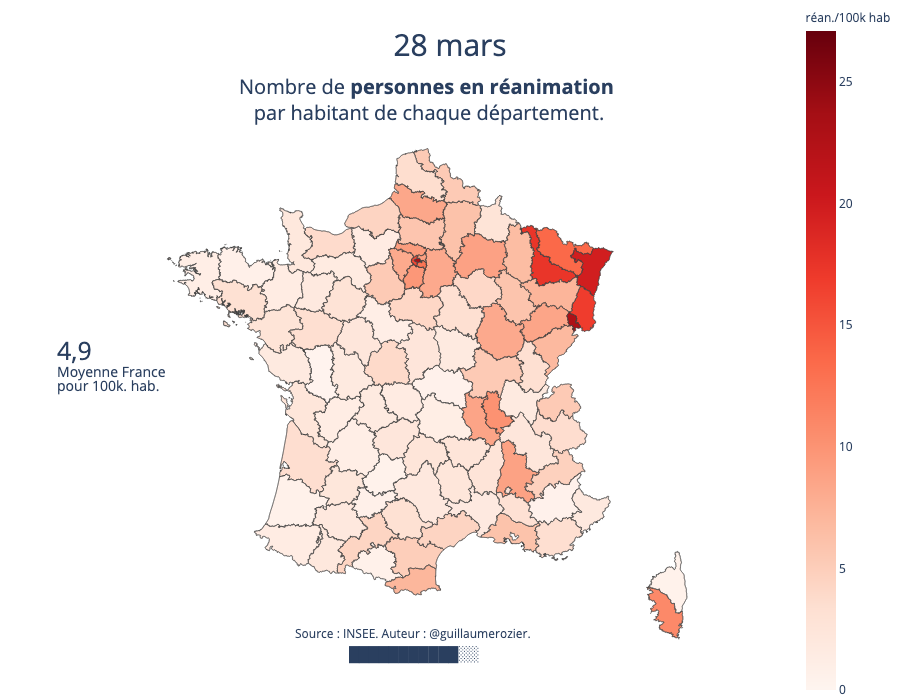 réan./100k hab
28 mars
Nombre de personnes en réanimation
par habitant de chaque département.
25
20
15
10
5
0
4,9
Moyenne France
pour 100k. hab.
Source : INSEE. Auteur : @guillaumerozier.